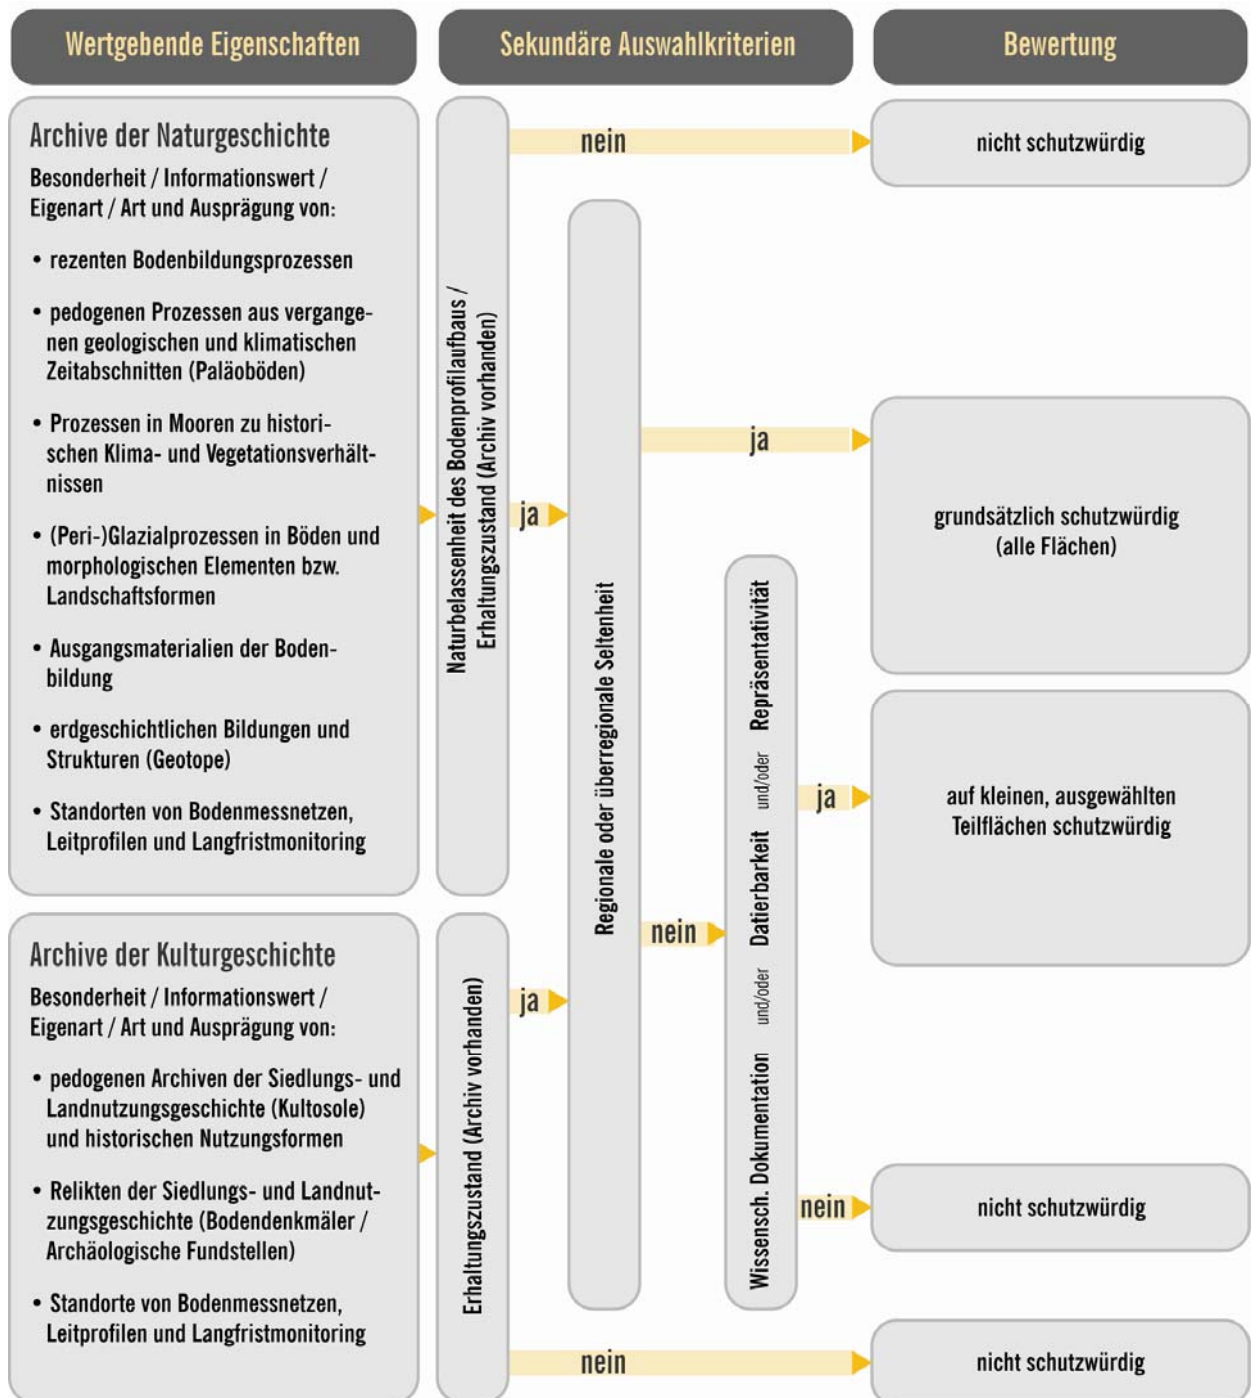 Wertgebende Eigenschaften
Sekundäre Auswahlkriterien
Bewertung
Archive der Naturgeschichte
Besonderheit / Informationswert /
Eigenart / Art und Ausprägung von:
• rezenten Bodenbildungsprozessen
• pedogenen Prozessen aus vergange-
nen geologischen und klimatischen
Zeitabschnitten (Paläoböden)
• Prozessen in Mooren zu histori-
schen Klima- und Vegetationsverhält-
nissen
• (Peri-)Glazialprozessen in Böden und
morphologischen Elementen bzw.
Landschaftsformen
• Ausgangsmaterialien der Boden-
bildung
• erdgeschichtlichen Bildungen und
Strukturen (Geotope)
• Standorten von Bodenmessnetzen,
Leitprofilen und Langfristmonitoring
Archive der Kulturgeschichte
Besonderheit / Informationswert /
Eigenart / Art und Ausprägung von:
• pedogenen Archiven der Siedlungs- und
Landnutzungsgeschichte (Kultosole)
und historischen Nutzungsformen
• Relikten der Siedlungs- und Landnut-
zungsgeschichte (Bodendenkmäler /
Archäologische Fundstellen)
• Standorte von Bodenmessnetzen,
Leitprofilen und Langfristmonitoring
Naturbelassenheit des Bodenprofilaufbaus /
Erhaltungszustand (Archiv vorhanden)
Erhaltungszustand (Archiv vorhanden)
nein
ja
ja
nein
Regionale oder überregionale Seltenheit
ja
nein
Wissensch. Dokumentation und/oder Datierbarkeit und/oder Repräsentativität
ja
nein
nicht schutzwürdig
grundsätzlich schutzwürdig
(alle Flächen)
auf kleinen, ausgewählten
Teilflächen schutzwürdig
nicht schutzwürdig
nicht schutzwürdig